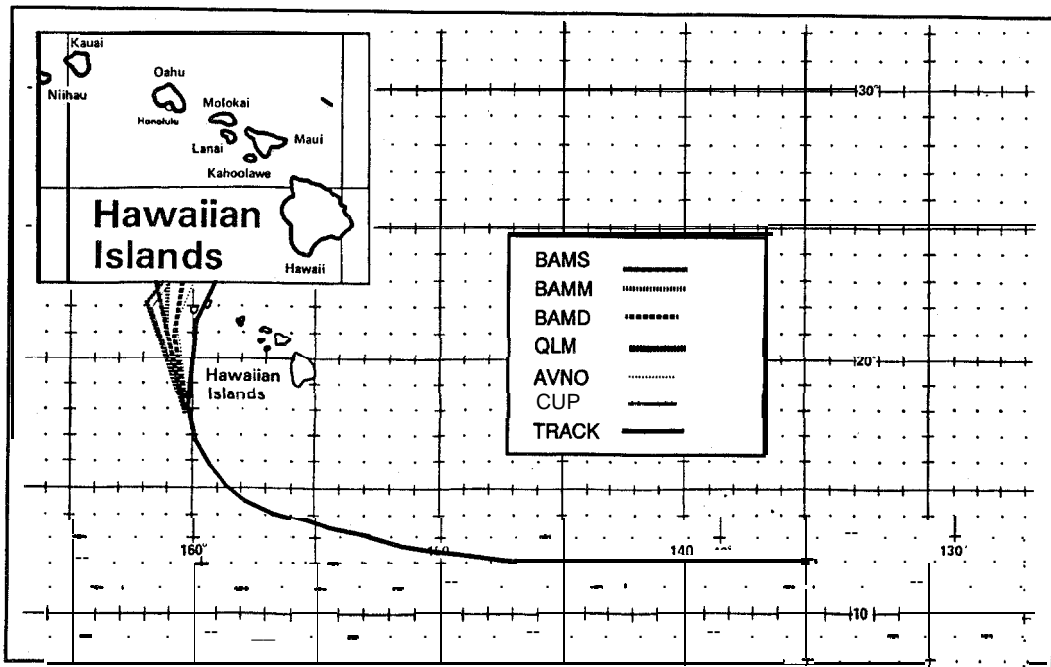 Kauai
Niihau
Oahu
Honolulu
Molokai
Lanai
Maui
Kahoolawe
Hawaiian
Islands
Hawaii
30°
BAMS
BAMM
BAMD
QLM
AVNO
CUP
TRACK
20°
Hawaiian
Islands
160°
150
140
130
10